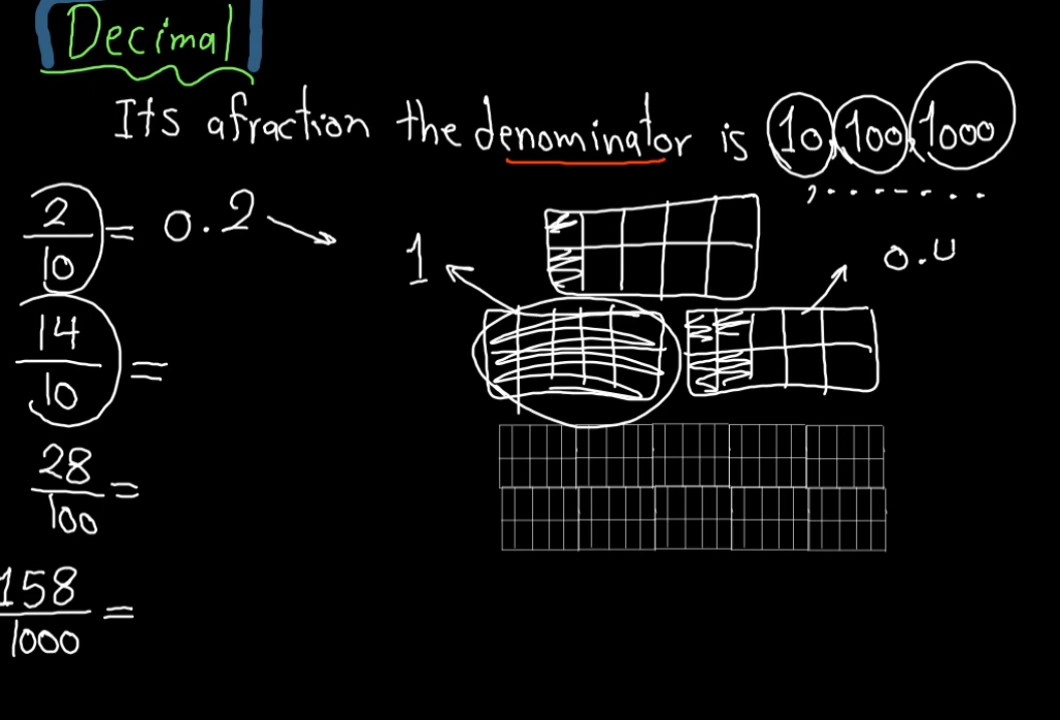 Decimal
Its afraction the denominator is 10, 100, 1000
, . . . . . . .
2/10 = 0.2
1
0.4
14/10 =
28/100 =
158/1000 =